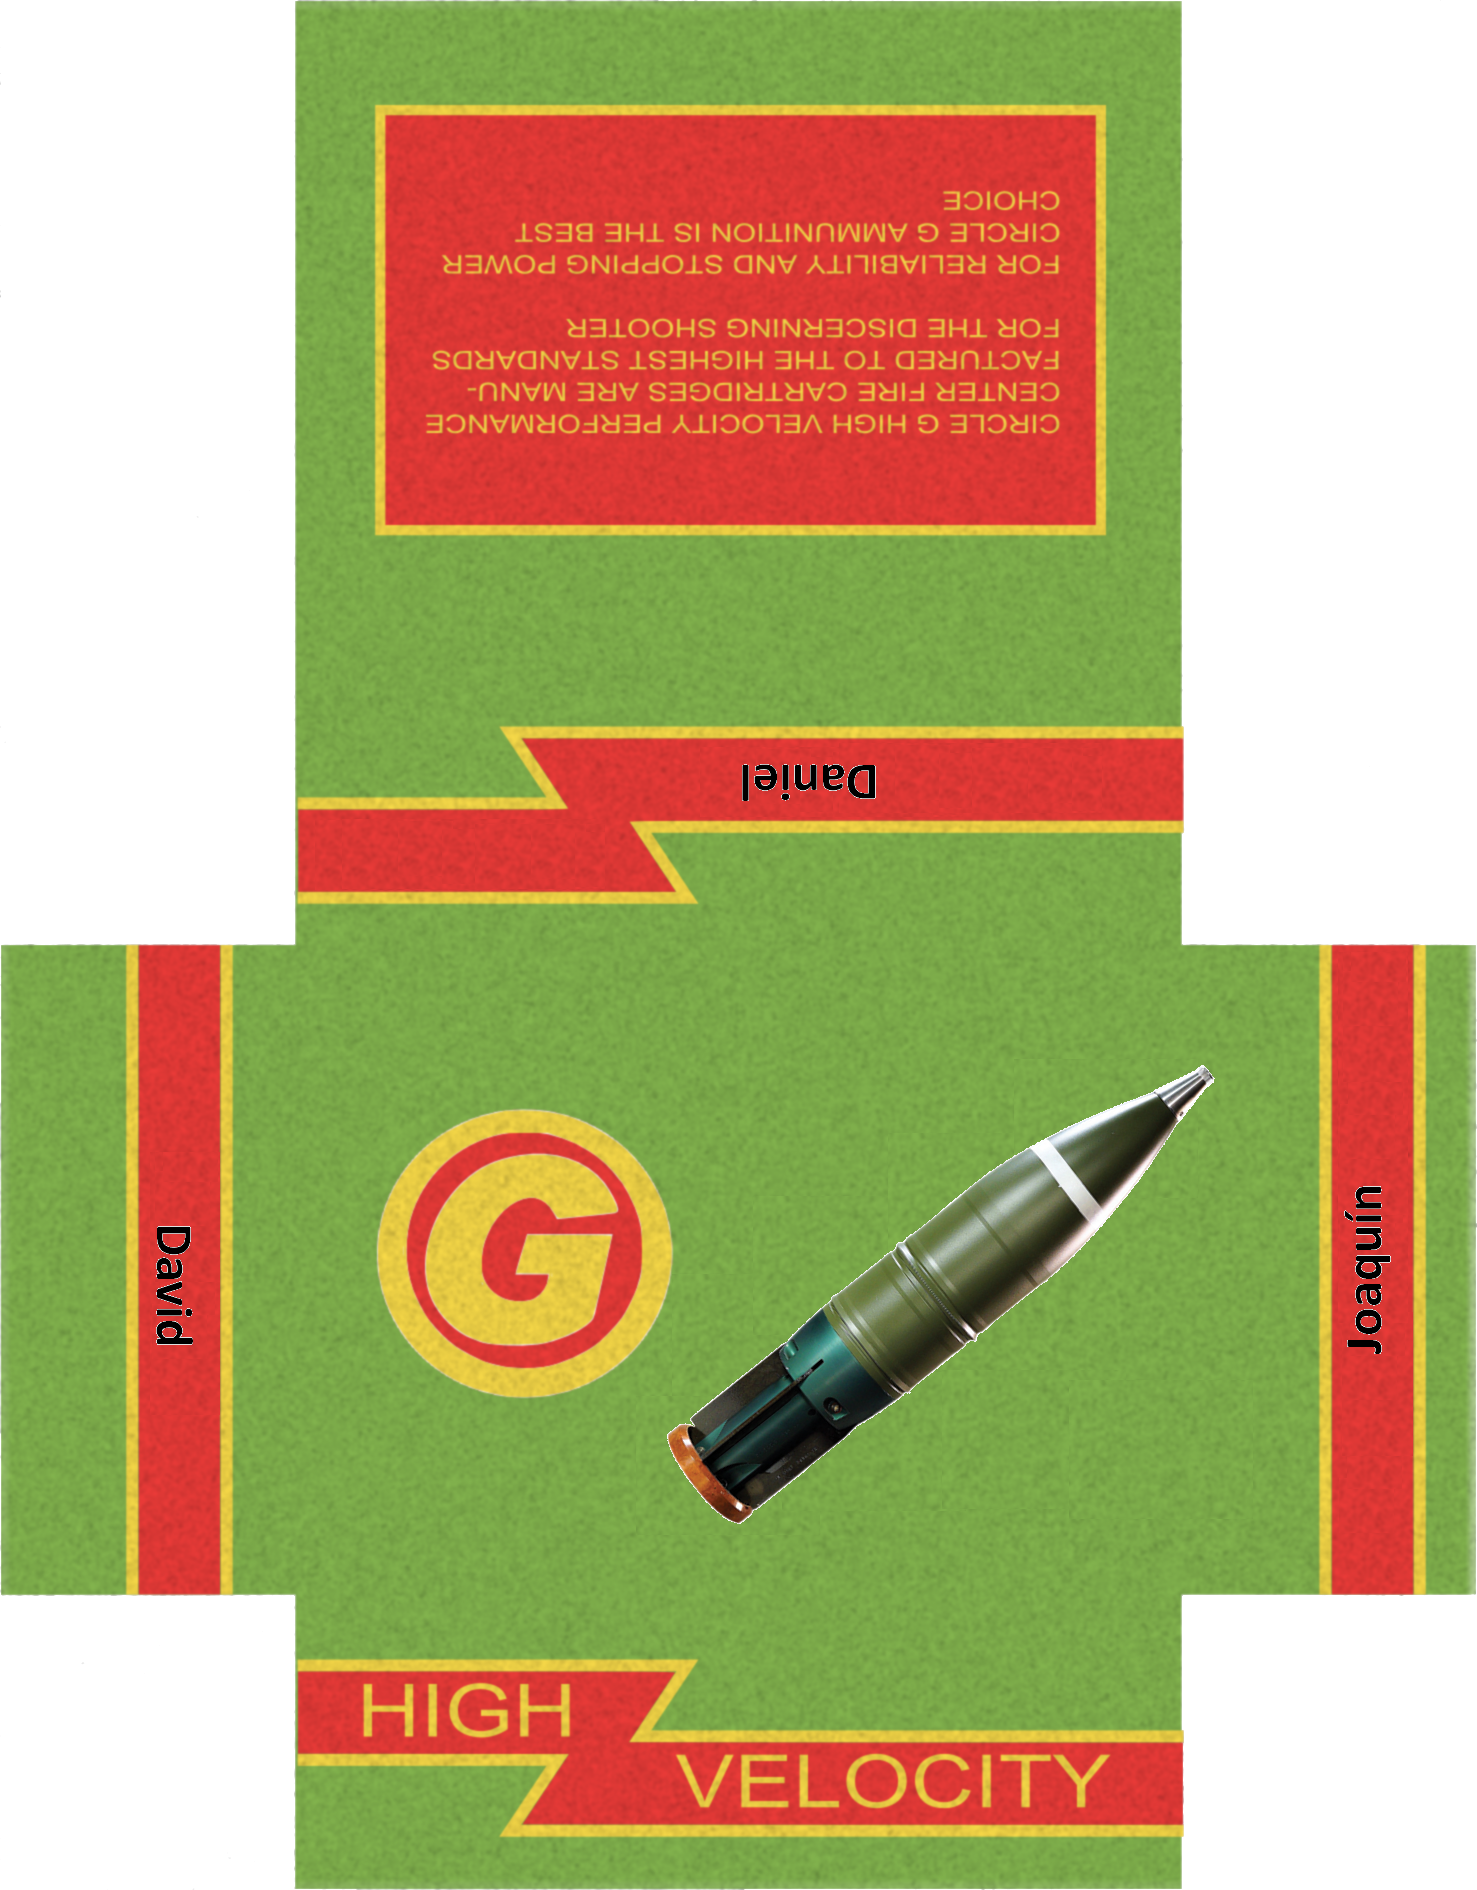 CIRCLE G HIGH VELOCITY PERFORMANCE
CENTER FIRE CARTRIDGES ARE MANU-
FACTURED TO THE HIGHEST STANDARDS
FOR THE DISCERNING SHOOTER
FOR RELIABILITY AND STOPPING POWER
CIRCLE G AMMUNITION IS THE BEST
CHOICE
Daniel
David
G
Joaquín
HIGH
VELOCITY